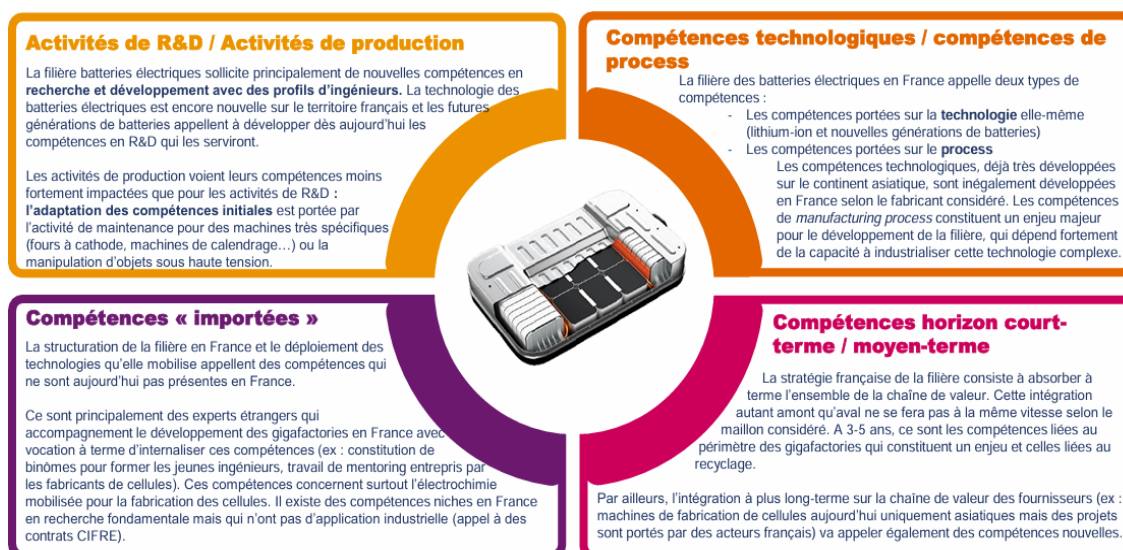 Activités de R&D / Activités de production
La filière batteries électriques sollicite principalement de nouvelles compétences en
recherche et développement avec des profils d'ingénieurs. La technologie des
batteries électriques est encore nouvelle sur le territoire français et les futures
générations de batteries appellent à développer dès aujourd'hui les
compétences en R&D qui les serviront.
Les activités de production voient leurs compétences moins
fortement impactées que pour les activités de R&D :
l'adaptation des compétences initiales est portée par
l'activité de maintenance pour des machines très spécifiques
(fours à cathode, machines de calendrage…) ou la
manipulation d'objets sous haute tension.
Compétences technologiques / compétences de
process
La filière des batteries électriques en France appelle deux types de
compétences :
- Les compétences portées sur la technologie elle-même
(lithium-ion et nouvelles générations de batteries)
- Les compétences portées sur le process
Les compétences technologiques, déjà très développées
sur le continent asiatique, sont inégalement développées
en France selon le fabricant considéré. Les compétences
de manufacturing process constituent un enjeu majeur
pour le développement de la filière, qui dépend fortement
de la capacité à industrialiser cette technologie complexe.
Compétences « importées »
La structuration de la filière en France et le déploiement des
technologies qu'elle mobilise appellent des compétences qui
ne sont aujourd'hui pas présentes en France.
Ce sont principalement des experts étrangers qui
accompagnement le développement des gigafactories en France avec
vocation à terme d'internaliser ces compétences (ex : constitution de
binômes pour former les jeunes ingénieurs, travail de mentoring entrepris par
les fabricants de cellules). Ces compétences concernent surtout l'électrochimie
mobilisée pour la fabrication des cellules. Il existe des compétences niches en France
en recherche fondamentale mais qui n'ont pas d'application industrielle (appel à des
contrats CIFRE).
Compétences horizon court-
terme / moyen-terme
La stratégie française de la filière consiste à absorber à
terme l'ensemble de la chaîne de valeur. Cette intégration
autant amont qu'aval ne se fera pas à la même vitesse selon le
maillon considéré. A 3-5 ans, ce sont les compétences liées au
périmètre des gigafactories qui constituent un enjeu et celles liées au
recyclage.
Par ailleurs, l'intégration à plus long-terme sur la chaîne de valeur des fournisseurs (ex :
machines de fabrication de cellules aujourd'hui uniquement asiatiques mais des projets
sont portés par des acteurs français) va appeler également des compétences nouvelles.